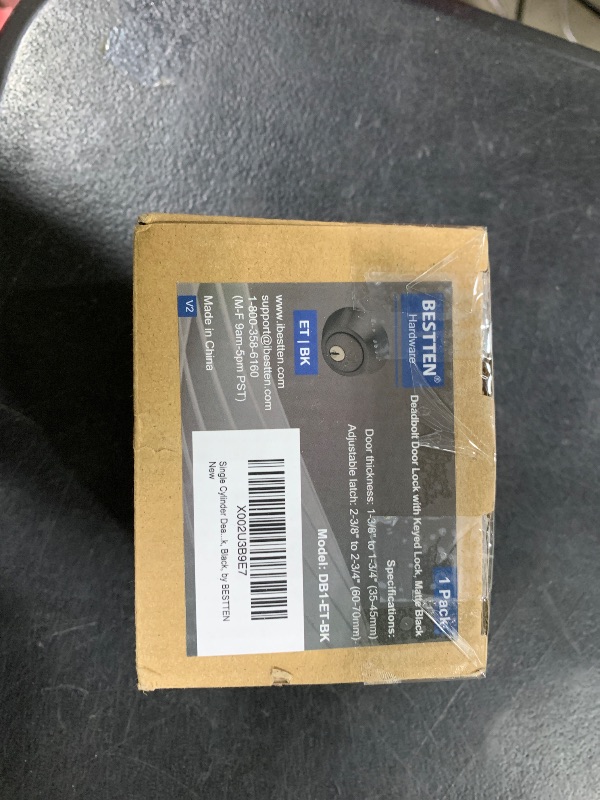 BESTTEN®
Hardware
1 Pack
Deadbolt Door Lock with Keyed Lock, Matte Black
Specifications:
Door thickness: 1-3/8" to 1-3/4" (35-45mm)
Adjustable latch: 2-3/8" to 2-3/4" (60-70mm)
ET | BK
Model: DB1-ET-BK
www.ibestten.com
support@ibestten.com
1-800-358-6160
(M-F 9am-5pm PST)
Made in China
V2
X002U3B9E7
Single Cylinder Dea...k, Black, by BESTTEN
New